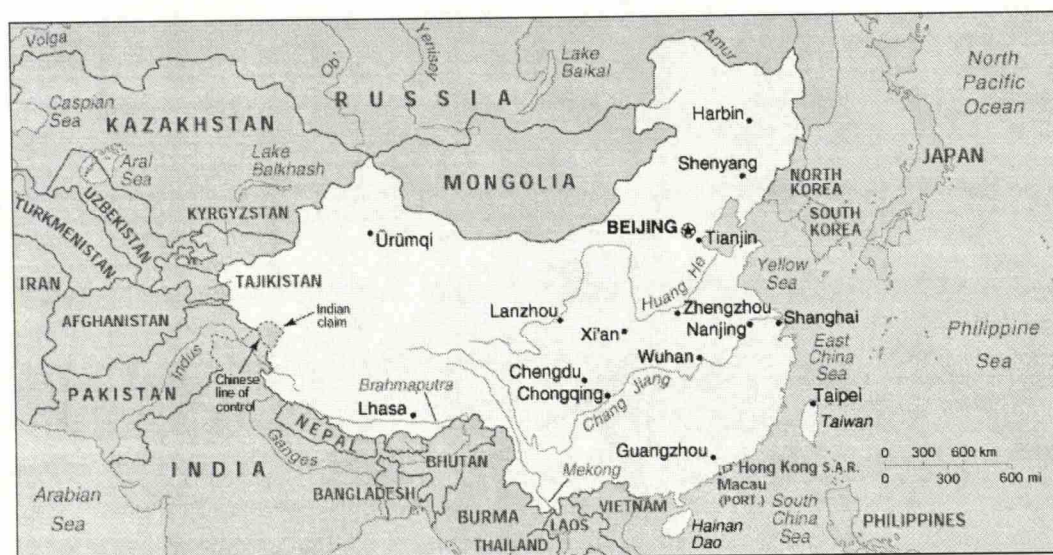 Volga
Ob'
Yenisey
Lake
Baikal
Amur
North
Pacific
Ocean
RUSSIA
Caspian
Sea
KAZAKHSTAN
Harbin
Aral
Sea
Lake
Balkhash
Shenyang
JAPAN
MONGOLIA
NORTH
KOREA
UZBEKISTAN
KYRGYZSTAN
TURKMENISTAN
SOUTH
KOREA
BEIJING
Ürümqi
Tianjin
Yellow
Sea
IRAN
TAJIKISTAN
Huang He
AFGHANISTAN
Indian
claim
Lanzhou
Zhengzhou
Xi'an
Nanjing
Shanghai
Philippine
Sea
East
China
Sea
Indus
Wuhan
PAKISTAN
Chinese
line of
control
Chengdu
Chongqing
Chang Jiang
Brahmaputra
Lhasa
Taipei
Taiwan
NEPAL
Ganges
INDIA
BHUTAN
Guangzhou
Mekong
Hong Kong S.A.R.
Macau
(PORT.)
0 300 600 km
0 300 600 mi
Arabian
Sea
BANGLADESH
BURMA
VIETNAM
LAOS
South
China
Sea
Hainan
Dao
PHILIPPINES
THAILAND